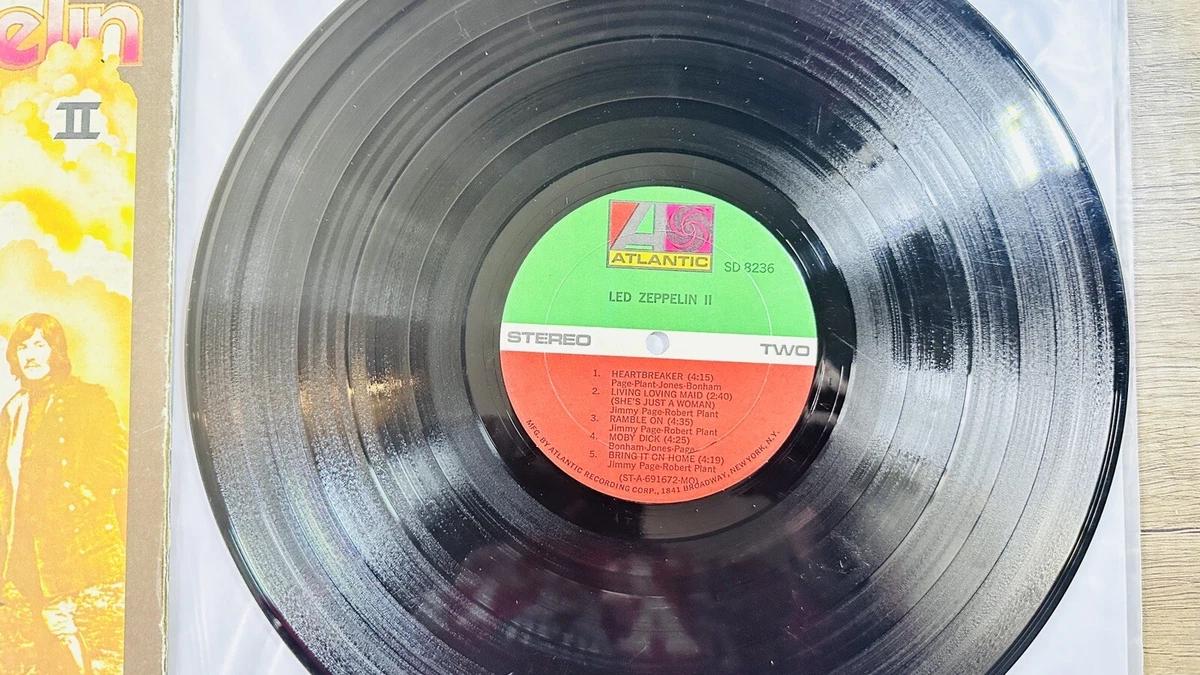 elin
II
ATLANTIC
SD 8236
LED ZEPPELIN II
STEREO
TWO
1. HEARTBREAKER (4:15)
Page-Plant-Jones-Bonham
2. LIVING LOVING MAID (2:40)
(SHE'S JUST A WOMAN)
Jimmy Page-Robert Plant
3. RAMBLE ON (4:35)
Jimmy Page-Robert Plant
4. MOBY DICK (4:25)
Bonham-Jones-Page
5. BRING IT ON HOME (4:19)
Jimmy Page-Robert Plant
(ST-A-691672-MO)
MFG. BY ATLANTIC RECORDING CORP., 1841 BROADWAY, NEW YORK, N.Y.